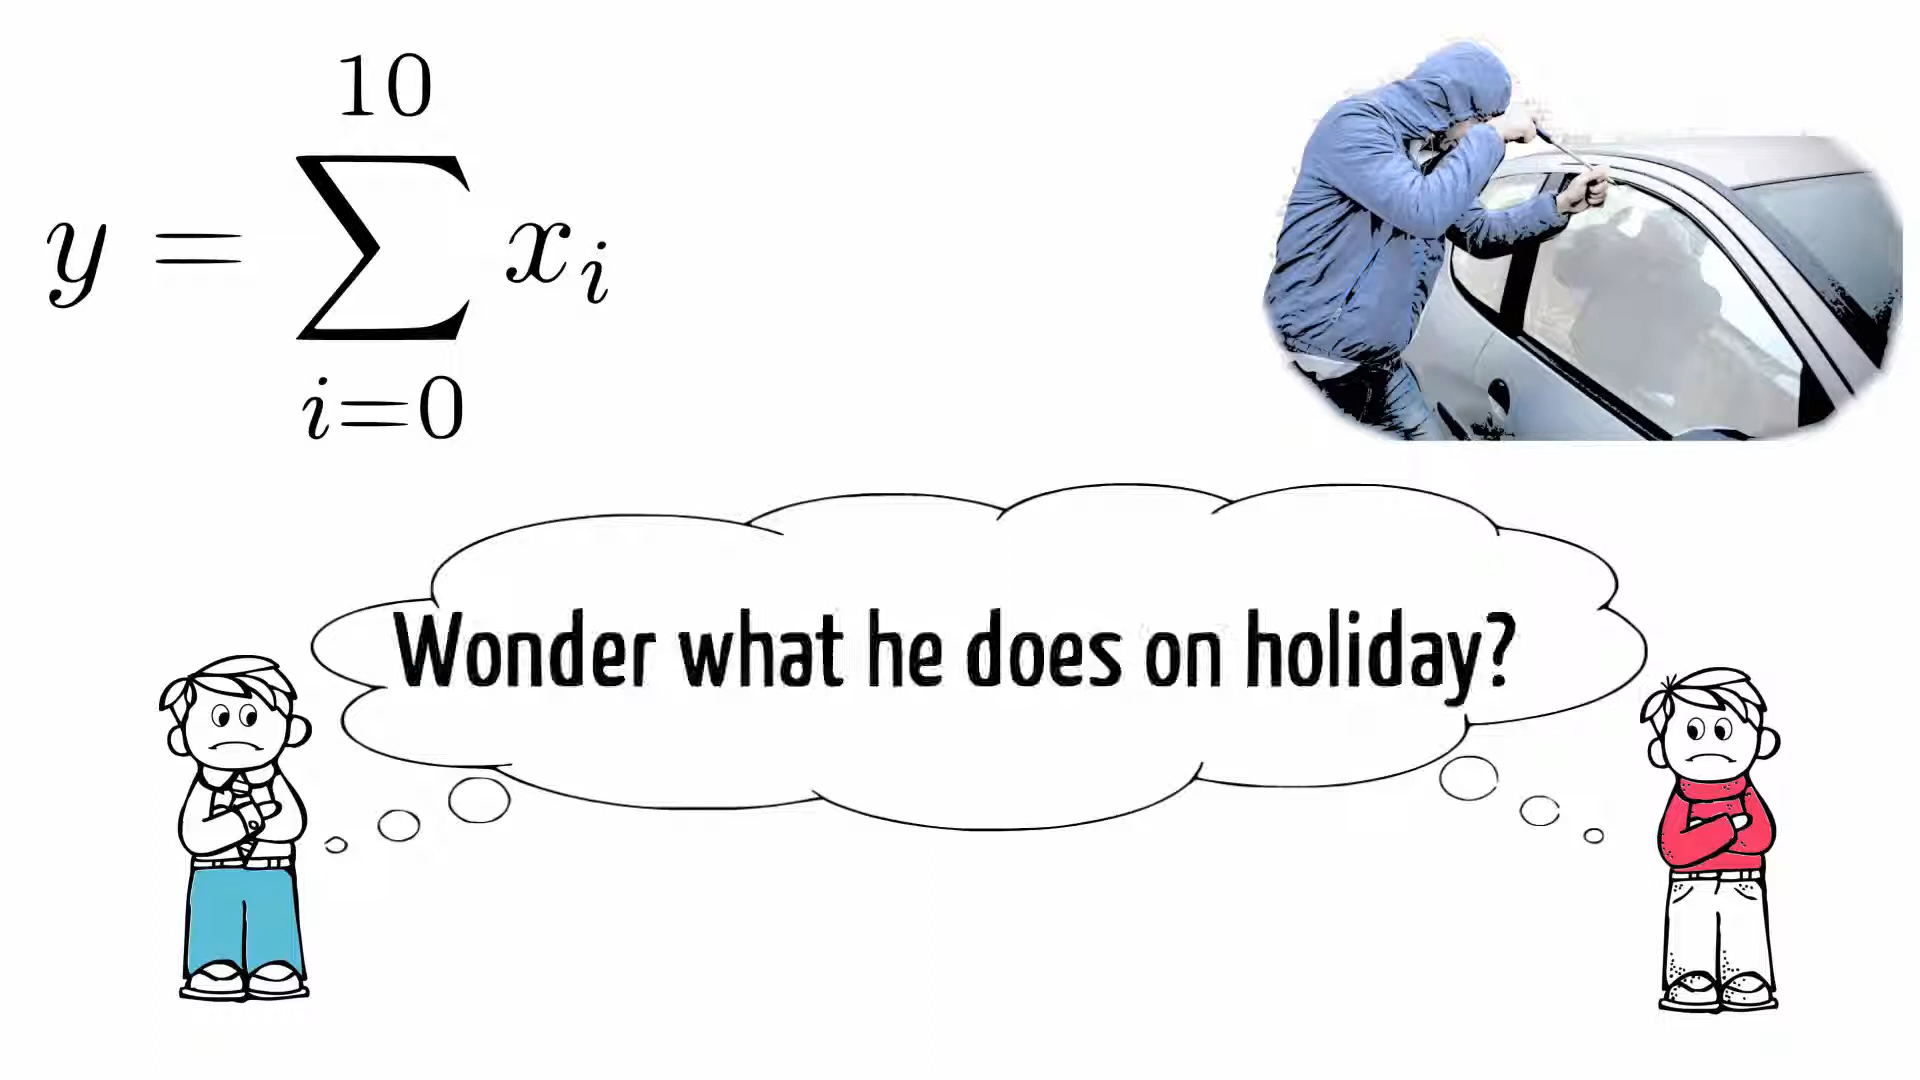 10
y = ∑ x_i
i=0
Wonder what he does on holiday?